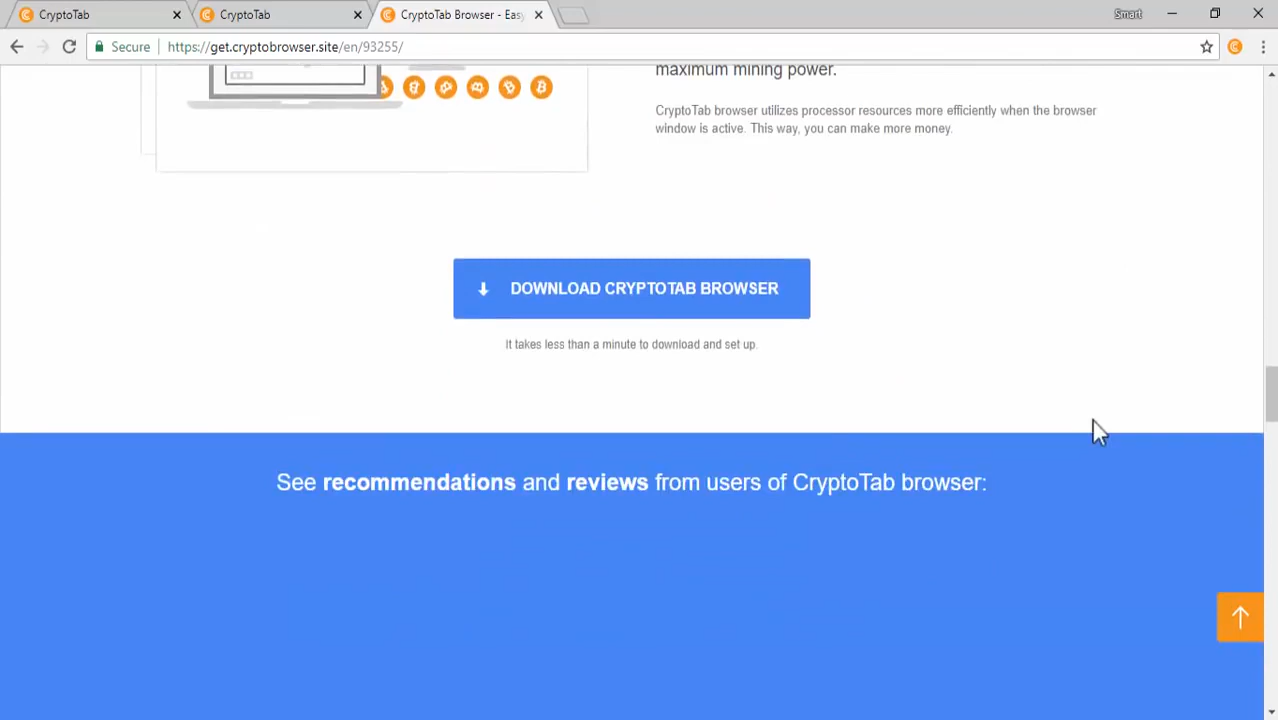 CryptoTab
CryptoTab
CryptoTab Browser - Easy
Smart
Secure
https://get.cryptobrowser.site/en/93255/
maximum mining power.
CryptoTab browser utilizes processor resources more efficiently when the browser
window is active. This way, you can make more money.
DOWNLOAD CRYPTOTAB BROWSER
It takes less than a minute to download and set up.
See recommendations and reviews from users of CryptoTab browser: